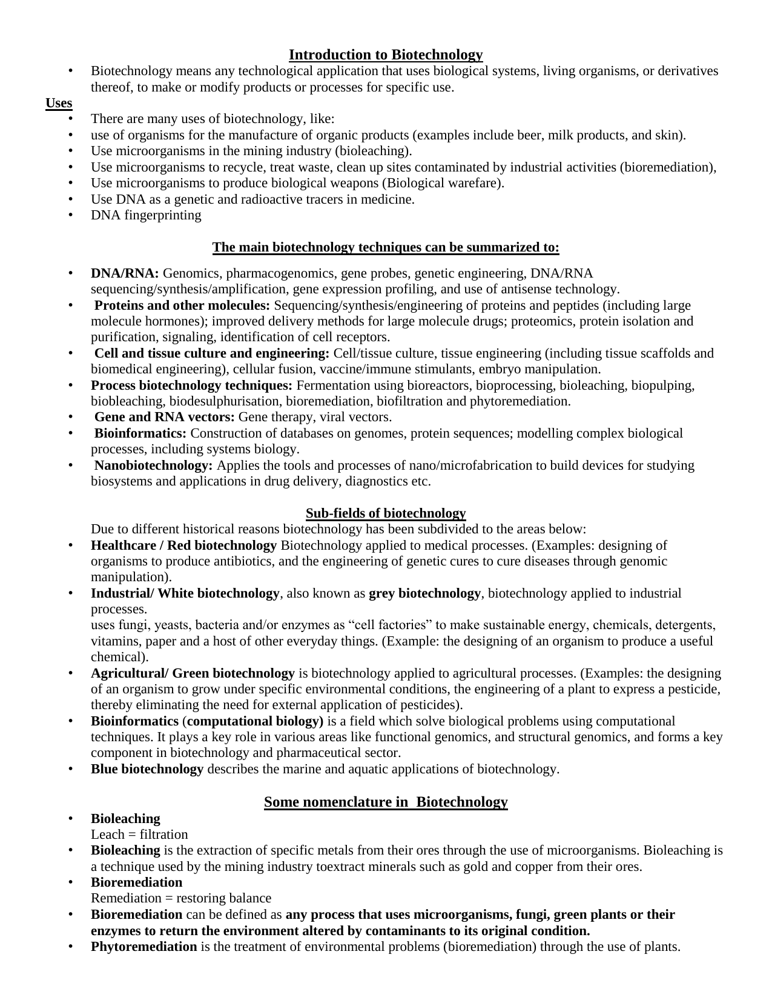 Introduction to Biotechnology
• Biotechnology means any technological application that uses biological systems, living organisms, or derivatives
thereof, to make or modify products or processes for specific use.
Uses
• There are many uses of biotechnology, like:
• use of organisms for the manufacture of organic products (examples include beer, milk products, and skin).
• Use microorganisms in the mining industry (bioleaching).
• Use microorganisms to recycle, treat waste, clean up sites contaminated by industrial activities (bioremediation),
• Use microorganisms to produce biological weapons (Biological warefare).
• Use DNA as a genetic and radioactive tracers in medicine.
• DNA fingerprinting
The main biotechnology techniques can be summarized to:
• DNA/RNA: Genomics, pharmacogenomics, gene probes, genetic engineering, DNA/RNA
sequencing/synthesis/amplification, gene expression profiling, and use of antisense technology.
• Proteins and other molecules: Sequencing/synthesis/engineering of proteins and peptides (including large
molecule hormones); improved delivery methods for large molecule drugs; proteomics, protein isolation and
purification, signaling, identification of cell receptors.
• Cell and tissue culture and engineering: Cell/tissue culture, tissue engineering (including tissue scaffolds and
biomedical engineering), cellular fusion, vaccine/immune stimulants, embryo manipulation.
• Process biotechnology techniques: Fermentation using bioreactors, bioprocessing, bioleaching, biopulping,
biobleaching, biodesulphurisation, bioremediation, biofiltration and phytoremediation.
• Gene and RNA vectors: Gene therapy, viral vectors.
• Bioinformatics: Construction of databases on genomes, protein sequences; modelling complex biological
processes, including systems biology.
• Nanobiotechnology: Applies the tools and processes of nano/microfabrication to build devices for studying
biosystems and applications in drug delivery, diagnostics etc.
Sub-fields of biotechnology
Due to different historical reasons biotechnology has been subdivided to the areas below:
• Healthcare / Red biotechnology Biotechnology applied to medical processes. (Examples: designing of
organisms to produce antibiotics, and the engineering of genetic cures to cure diseases through genomic
manipulation).
• Industrial/ White biotechnology, also known as grey biotechnology, biotechnology applied to industrial
processes.
uses fungi, yeasts, bacteria and/or enzymes as “cell factories” to make sustainable energy, chemicals, detergents,
vitamins, paper and a host of other everyday things. (Example: the designing of an organism to produce a useful
chemical).
• Agricultural/ Green biotechnology is biotechnology applied to agricultural processes. (Examples: the designing
of an organism to grow under specific environmental conditions, the engineering of a plant to express a pesticide,
thereby eliminating the need for external application of pesticides).
• Bioinformatics (computational biology) is a field which solve biological problems using computational
techniques. It plays a key role in various areas like functional genomics, and structural genomics, and forms a key
component in biotechnology and pharmaceutical sector.
• Blue biotechnology describes the marine and aquatic applications of biotechnology.
Some nomenclature in  Biotechnology
• Bioleaching
Leach = filtration
• Bioleaching is the extraction of specific metals from their ores through the use of microorganisms. Bioleaching is
a technique used by the mining industry toextract minerals such as gold and copper from their ores.
• Bioremediation
Remediation = restoring balance
• Bioremediation can be defined as any process that uses microorganisms, fungi, green plants or their
enzymes to return the environment altered by contaminants to its original condition.
• Phytoremediation is the treatment of environmental problems (bioremediation) through the use of plants.